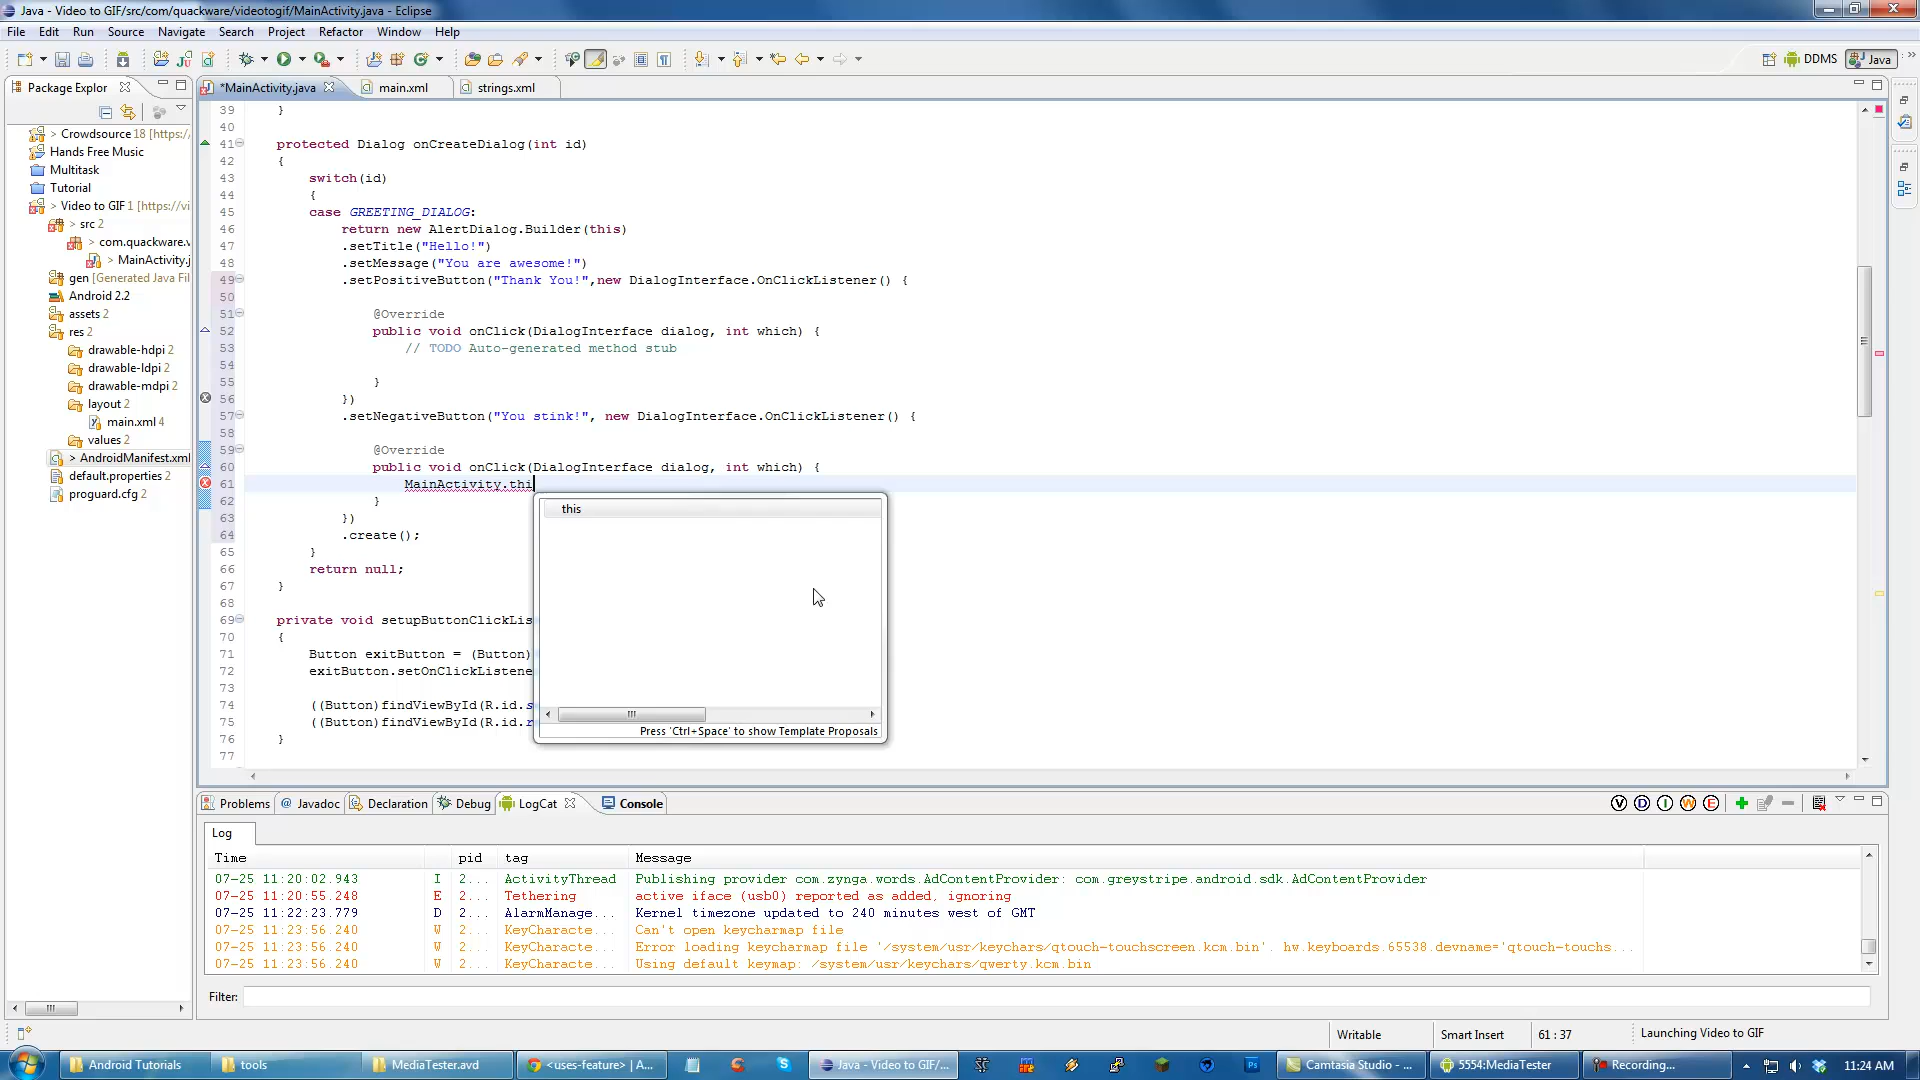 Java - Video to GIF/src/com/quackware/videotogif/MainActivity.java - Eclipse
File Edit Run Source Navigate Search Project Refactor Window Help
DDMS Java
Package Explor
*MainActivity.java main.xml strings.xml
> Crowdsource 18 [https:/
Hands Free Music
Multitask
Tutorial
> Video to GIF 1 [https://vi
> src 2
> com.quackware.v
> MainActivity.j
gen [Generated Java File
Android 2.2
assets 2
res 2
drawable-hdpi 2
drawable-ldpi 2
drawable-mdpi 2
layout 2
main.xml 4
values 2
> AndroidManifest.xml
default.properties 2
proguard.cfg 2
39 }
40
41 protected Dialog onCreateDialog(int id)
42 {
43 switch(id)
44 {
45 case GREETING_DIALOG:
46 return new AlertDialog.Builder(this)
47 .setTitle("Hello!")
48 .setMessage("You are awesome!")
49 .setPositiveButton("Thank You!",new DialogInterface.OnClickListener() {
50
51 @Override
52 public void onClick(DialogInterface dialog, int which) {
53 // TODO Auto-generated method stub
54
55 }
56 })
57 .setNegativeButton("You stink!", new DialogInterface.OnClickListener() {
58
59 @Override
60 public void onClick(DialogInterface dialog, int which) {
61 MainActivity.thi
62 }
63 })
64 .create();
65 }
66 return null;
67 }
68
69 private void setupButtonClickLis
70 {
71 Button exitButton = (Button)
72 exitButton.setOnClickListene
73
74 ((Button)findViewById(R.id.s
75 ((Button)findViewById(R.id.r
76 }
77
this
Press 'Ctrl+Space' to show Template Proposals
Problems @ Javadoc Declaration Debug LogCat Console
V D I W E
Log
Time pid tag Message
07-25 11:20:02.943 I 2... ActivityThread Publishing provider com.zynga.words.AdContentProvider: com.greystripe.android.sdk.AdContentProvider
07-25 11:20:55.248 E 2... Tethering active iface (usb0) reported as added, ignoring
07-25 11:22:23.779 D 2... AlarmManage... Kernel timezone updated to 240 minutes west of GMT
07-25 11:23:56.240 W 2... KeyCharacte... Can't open keycharmap file
07-25 11:23:56.240 W 2... KeyCharacte... Error loading keycharmap file '/system/usr/keychars/qtouch-touchscreen.kcm.bin'. hw.keyboards.65538.devname='qtouch-touchs...
07-25 11:23:56.240 W 2... KeyCharacte... Using default keymap: /system/usr/keychars/qwerty.kcm.bin
Filter:
Writable Smart Insert 61 : 37 Launching Video to GIF
Android Tutorials tools MediaTester.avd <uses-feature> | A... Java - Video to GIF/... Ps Camtasia Studio - ... 5554:MediaTester Recording... 11:24 AM